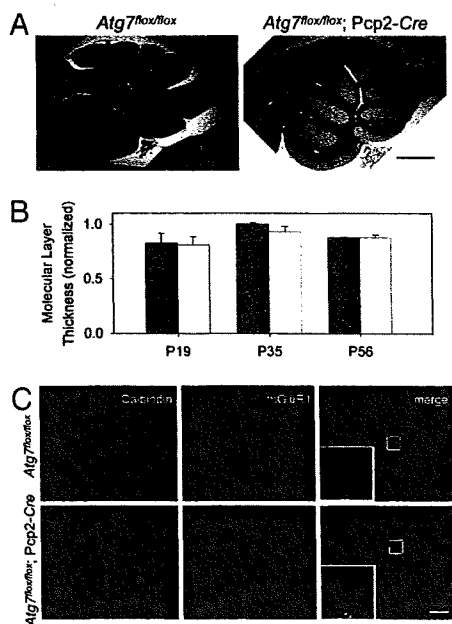 A
Atg7flox/flox
Atg7flox/flox; Pcp2-Cre
B
Molecular Layer
Thickness (normalized)
1.0
0.5
0.0
P19 P35 P56
C
Calbindin
mGluR1
merge
Atg7flox/flox
Atg7flox/flox; Pcp2-Cre